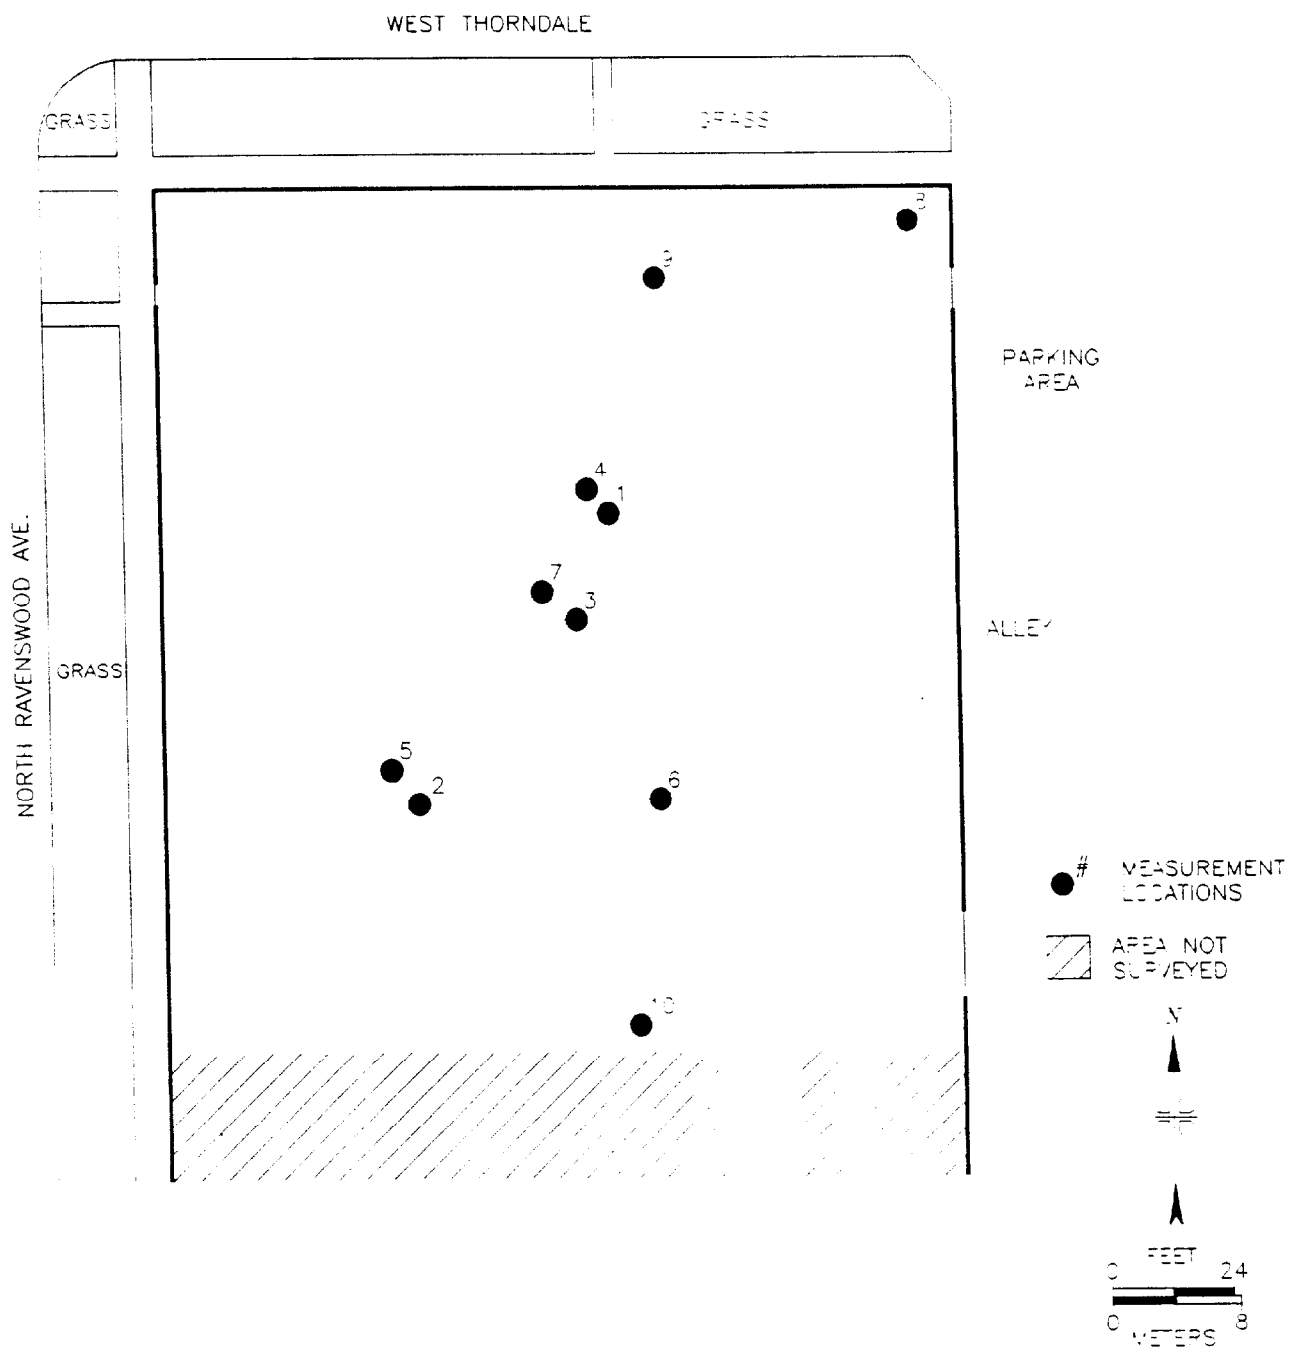 WEST THORNDALE
GRASS
GRASS
8
9
PARKING
AREA
4
1
7
3
NORTH RAVENSWOOD AVE.
ALLEY
GRASS
5
2
6
# MEASUREMENT
LOCATIONS
AREA NOT
SURVEYED
10
N
FEET
0 24
0 8
METERS